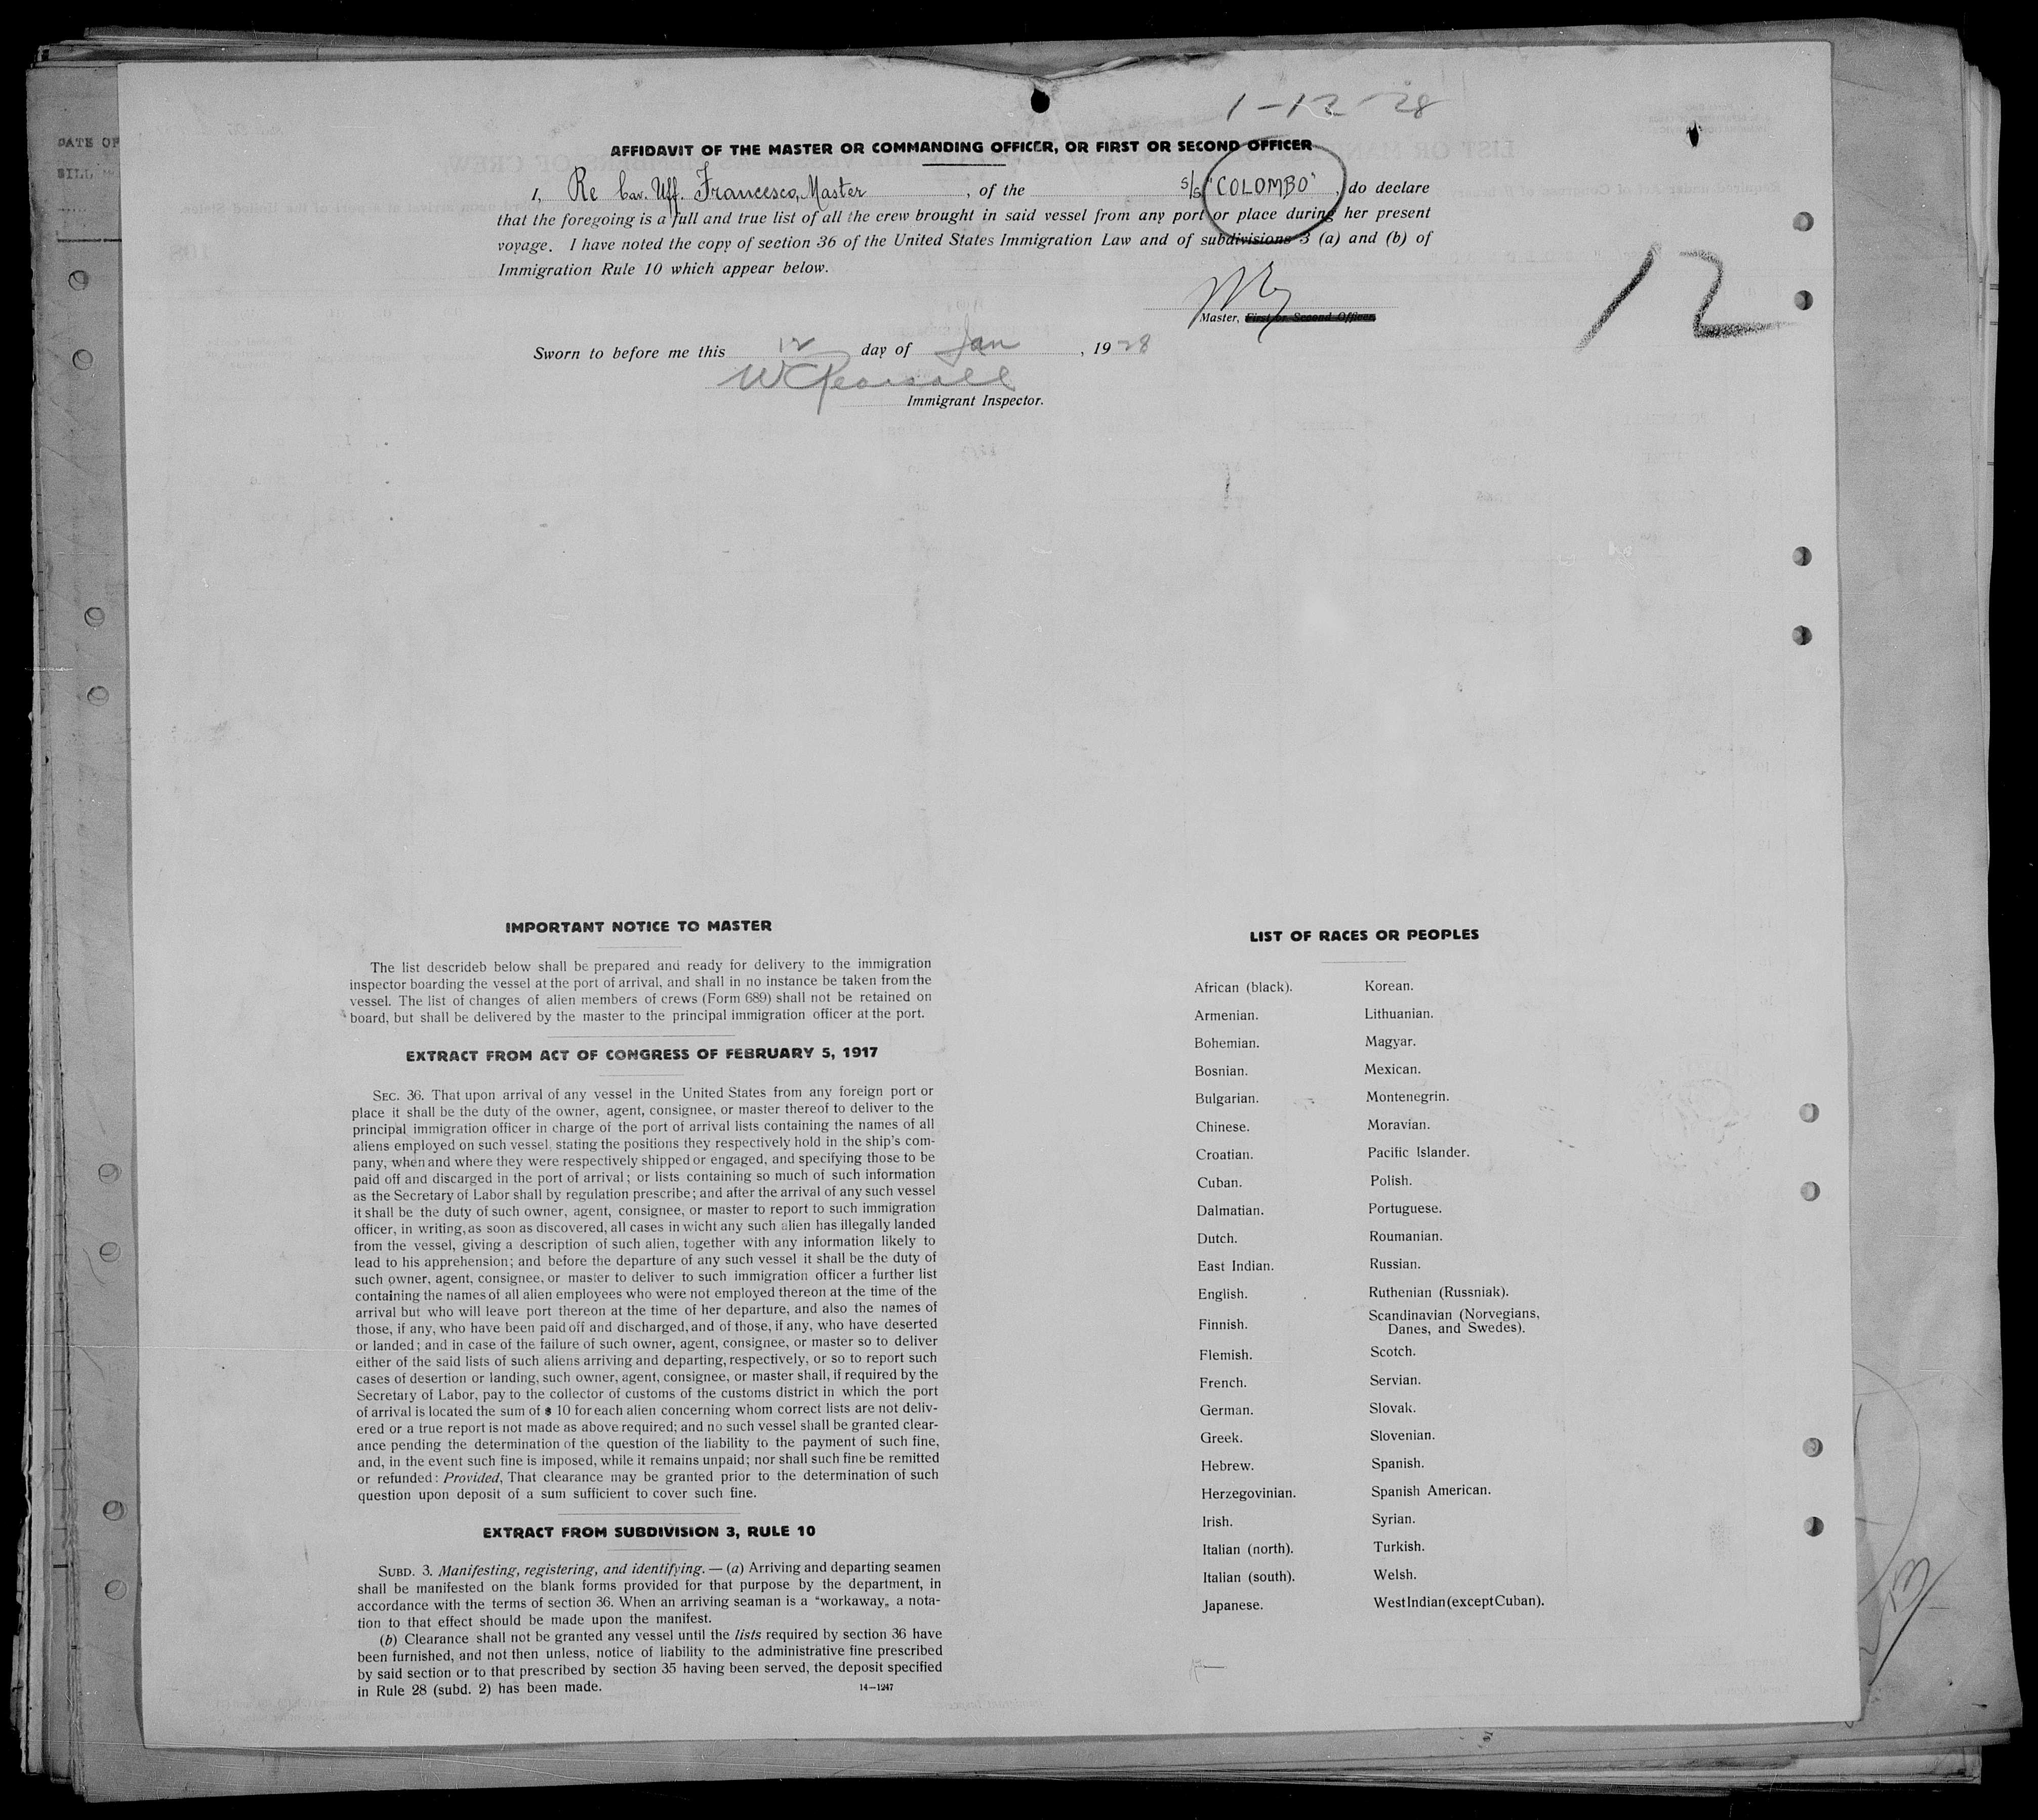 1-12-28
AFFIDAVIT OF THE MASTER OR COMMANDING OFFICER, OR FIRST OR SECOND OFFICER
I, Re Cav. Uff. Francesco, Master, of the S/S "COLOMBO", do declare
that the foregoing is a full and true list of all the crew brought in said vessel from any port or place during her present
voyage. I have noted the copy of section 36 of the United States Immigration Law and of subdivisions 3 (a) and (b) of
Immigration Rule 10 which appear below.
12
Master, First or Second Officer.
Sworn to before me this 12 day of Jan, 1928
Immigrant Inspector.
DATE OF
BILL
IMPORTANT NOTICE TO MASTER
The list descrideb below shall be prepared and ready for delivery to the immigration
inspector boarding the vessel at the port of arrival, and shall in no instance be taken from the
vessel. The list of changes of alien members of crews (Form 689) shall not be retained on
board, but shall be delivered by the master to the principal immigration officer at the port.
EXTRACT FROM ACT OF CONGRESS OF FEBRUARY 5, 1917
SEC. 36. That upon arrival of any vessel in the United States from any foreign port or
place it shall be the duty of the owner, agent, consignee, or master thereof to deliver to the
principal immigration officer in charge of the port of arrival lists containing the names of all
aliens employed on such vessel, stating the positions they respectively hold in the ship's com-
pany, when and where they were respectively shipped or engaged, and specifying those to be
paid off and discarged in the port of arrival; or lists containing so much of such information
as the Secretary of Labor shall by regulation prescribe; and after the arrival of any such vessel
it shall be the duty of such owner, agent, consignee, or master to report to such immigration
officer, in writing, as soon as discovered, all cases in wicht any such alien has illegally landed
from the vessel, giving a description of such alien, together with any information likely to
lead to his apprehension; and before the departure of any such vessel it shall be the duty of
such owner, agent, consignee, or master to deliver to such immigration officer a further list
containing the names of all alien employees who were not employed thereon at the time of the
arrival but who will leave port thereon at the time of her departure, and also the names of
those, if any, who have been paid off and discharged, and of those, if any, who have deserted
or landed; and in case of the failure of such owner, agent, consignee, or master so to deliver
either of the said lists of such aliens arriving and departing, respectively, or so to report such
cases of desertion or landing, such owner, agent, consignee, or master shall, if required by the
Secretary of Labor, pay to the collector of customs of the customs district in which the port
of arrival is located the sum of $ 10 for each alien concerning whom correct lists are not deliv-
ered or a true report is not made as above required; and no such vessel shall be granted clear-
ance pending the determination of the question of the liability to the payment of such fine,
and, in the event such fine is imposed, while it remains unpaid; nor shall such fine be remitted
or refunded: Provided, That clearance may be granted prior to the determination of such
question upon deposit of a sum sufficient to cover such fine.
EXTRACT FROM SUBDIVISION 3, RULE 10
SUBD. 3. Manifesting, registering, and identifying. — (a) Arriving and departing seamen
shall be manifested on the blank forms provided for that purpose by the department, in
accordance with the terms of section 36. When an arriving seaman is a "workaway„ a nota-
tion to that effect should be made upon the manifest.
(b) Clearance shall not be granted any vessel until the lists required by section 36 have
been furnished, and not then unless, notice of liability to the administrative fine prescribed
by said section or to that prescribed by section 35 having been served, the deposit specified
in Rule 28 (subd. 2) has been made.
14—1247
LIST OF RACES OR PEOPLES
African (black).
Armenian.
Bohemian.
Bosnian.
Bulgarian.
Chinese.
Croatian.
Cuban.
Dalmatian.
Dutch.
East Indian.
English.
Finnish.
Flemish.
French.
German.
Greek.
Hebrew.
Herzegovinian.
Irish.
Italian (north).
Italian (south).
Japanese.
Korean.
Lithuanian.
Magyar.
Mexican.
Montenegrin.
Moravian.
Pacific Islander.
Polish.
Portuguese.
Roumanian.
Russian.
Ruthenian (Russniak).
Scandinavian (Norvegians,
Danes, and Swedes).
Scotch.
Servian.
Slovak.
Slovenian.
Spanish.
Spanish American.
Syrian.
Turkish.
Welsh.
West Indian (except Cuban).